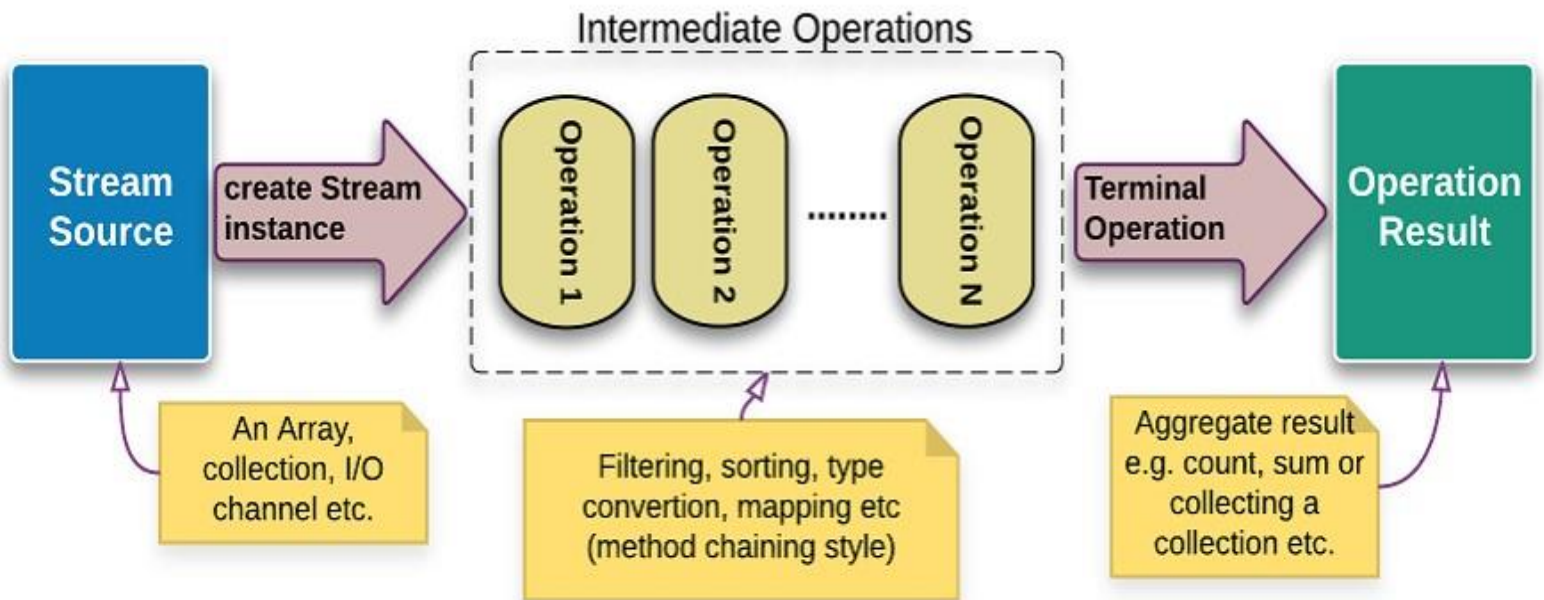 Intermediate Operations
Stream
Source
create Stream
instance
Operation 1
Operation 2
........
Operation N
Terminal
Operation
Operation
Result
An Array,
collection, I/O
channel etc.
Filtering, sorting, type
convertion, mapping etc
(method chaining style)
Aggregate result
e.g. count, sum or
collecting a
collection etc.